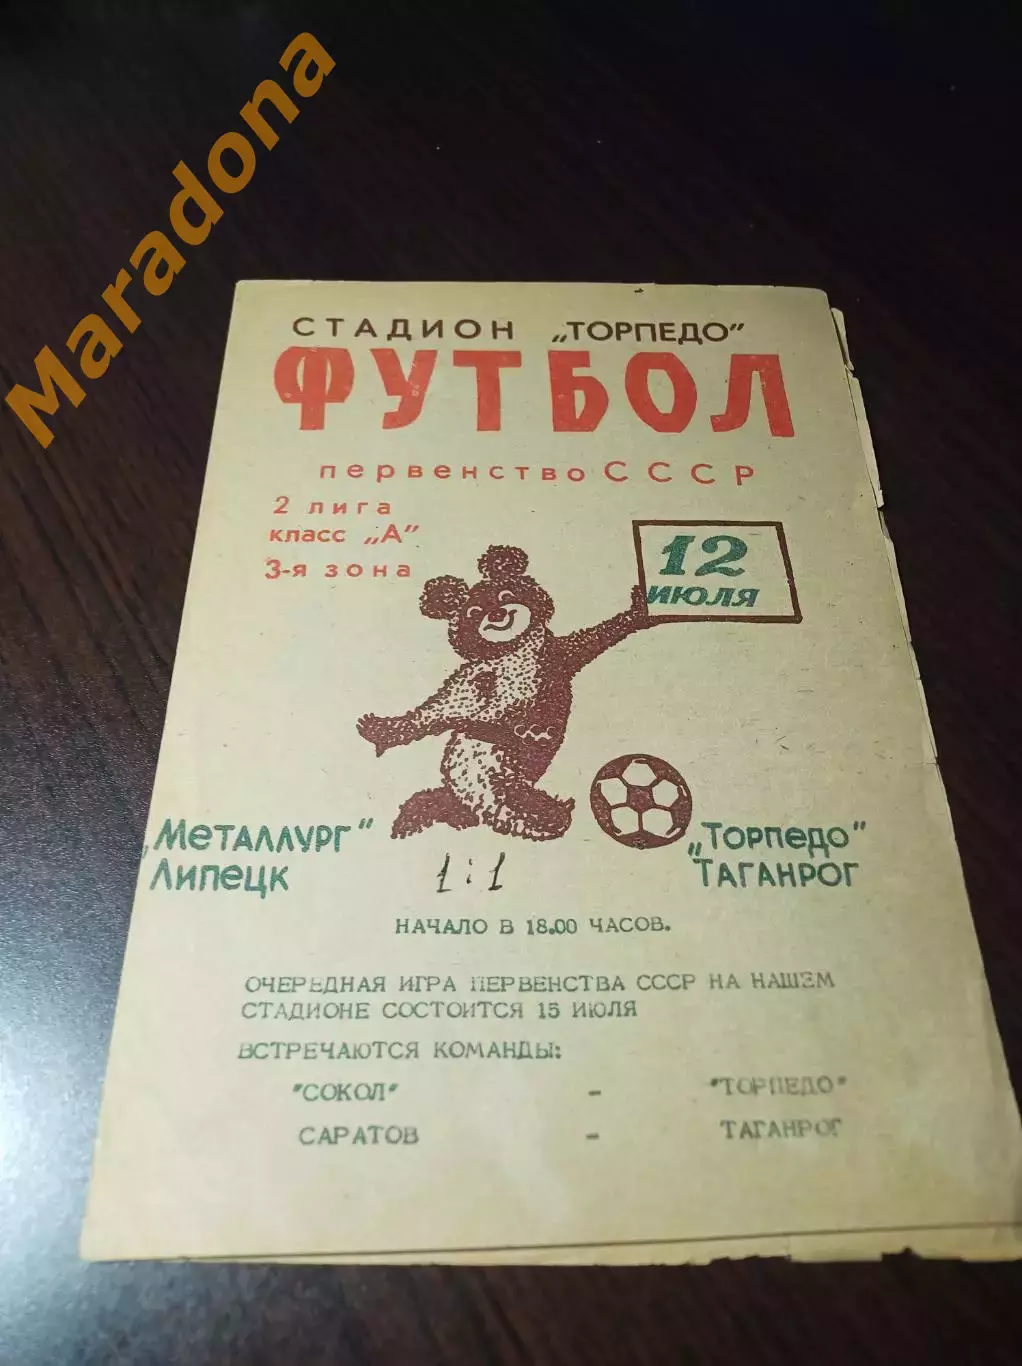 Maradona
СТАДИОН „ТОРПЕДО"
ФУТБОЛ
первенство СССР
2 лига
класс „А"
3-я зона
12
ИЮЛЯ
„Металлург"
Липецк
1:1
„Торпедо"
Таганрог
НАЧАЛО В 18.00 ЧАСОВ.
ОЧЕРЕДНАЯ ИГРА ПЕРВЕНСТВА СССР НА НАШЕМ
СТАДИОНЕ СОСТОИТСЯ 15 ИЮЛЯ
ВСТРЕЧАЮТСЯ КОМАНДЫ:
"СОКОЛ" - "ТОРПЕДО"
САРАТОВ - ТАГАНРОГ